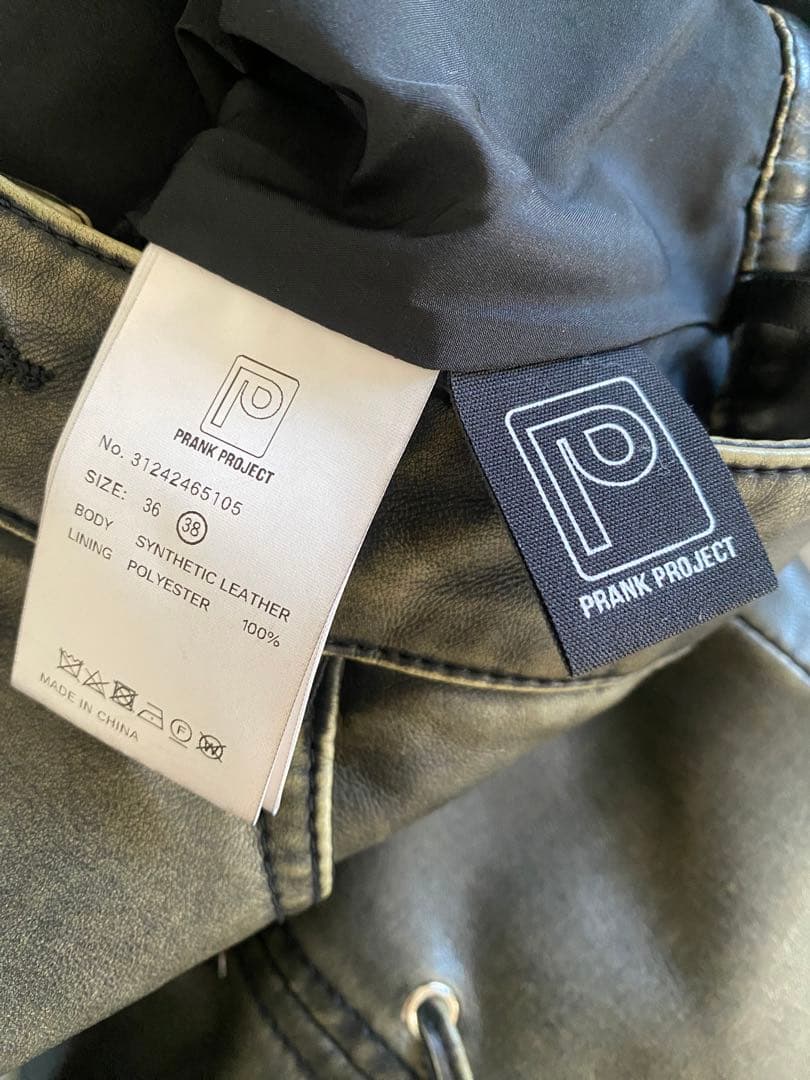 PRANK PROJECT
No. 31242465105
SIZE: 36 38
BODY SYNTHETIC LEATHER
LINING POLYESTER 100%
F W
MADE IN CHINA
PRANK PROJECT